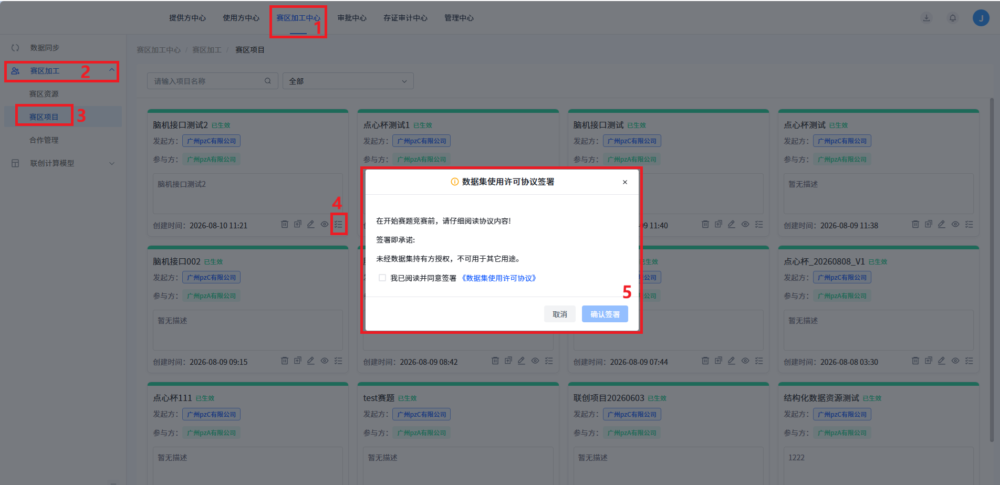 提供方中心 使用方中心 赛区加工中心 审批中心 存证审计中心 管理中心 J
1
数据同步
赛区加工 2
赛区资源
赛区项目 3
合作管理
联创计算模型
赛区加工中心 / 赛区加工 / 赛区项目
请输入项目名称 全部
脑机接口测试2 已生效
发起方： 广州pzC有限公司
参与方： 广州pzA有限公司
脑机接口测试2
4
创建时间：2026-08-10 11:21
点心杯测试1 已生效
发起方： 广州pzC有限公司
参与方： 广州pzA有限公司
脑机接口测试 已生效
发起方： 广州pzC有限公司
参与方： 广州pzA有限公司
-09 11:40
点心杯测试 已生效
发起方： 广州pzC有限公司
参与方： 广州pzA有限公司
暂无描述
创建时间：2026-08-09 11:38
数据集使用许可协议签署
在开始赛题竞赛前，请仔细阅读协议内容!
签署即承诺:
未经数据集持有方授权，不可用于其它用途。
我已阅读并同意签署 《数据集使用许可协议》
5
取消 确认签署
脑机接口002 已生效
发起方： 广州pzC有限公司
参与方： 广州pzA有限公司
暂无描述
创建时间：2026-08-09 09:15
创建时间：2026-08-09 08:42
已生效
公司
公司
创建时间：2026-08-09 07:44
点心杯_20260808_V1 已生效
发起方： 广州pzC有限公司
参与方： 广州pzA有限公司
暂无描述
创建时间：2026-08-08 03:30
点心杯111 已生效
发起方： 广州pzC有限公司
参与方： 广州pzA有限公司
暂无描述
test赛题 已生效
发起方： 广州pzC有限公司
参与方： 广州pzA有限公司
暂无描述
联创项目20260603 已生效
发起方： 广州pzC有限公司
参与方： 广州pzA有限公司
暂无描述
结构化数据资源测试 已生效
发起方： 广州pzC有限公司
参与方： 广州pzA有限公司
1222